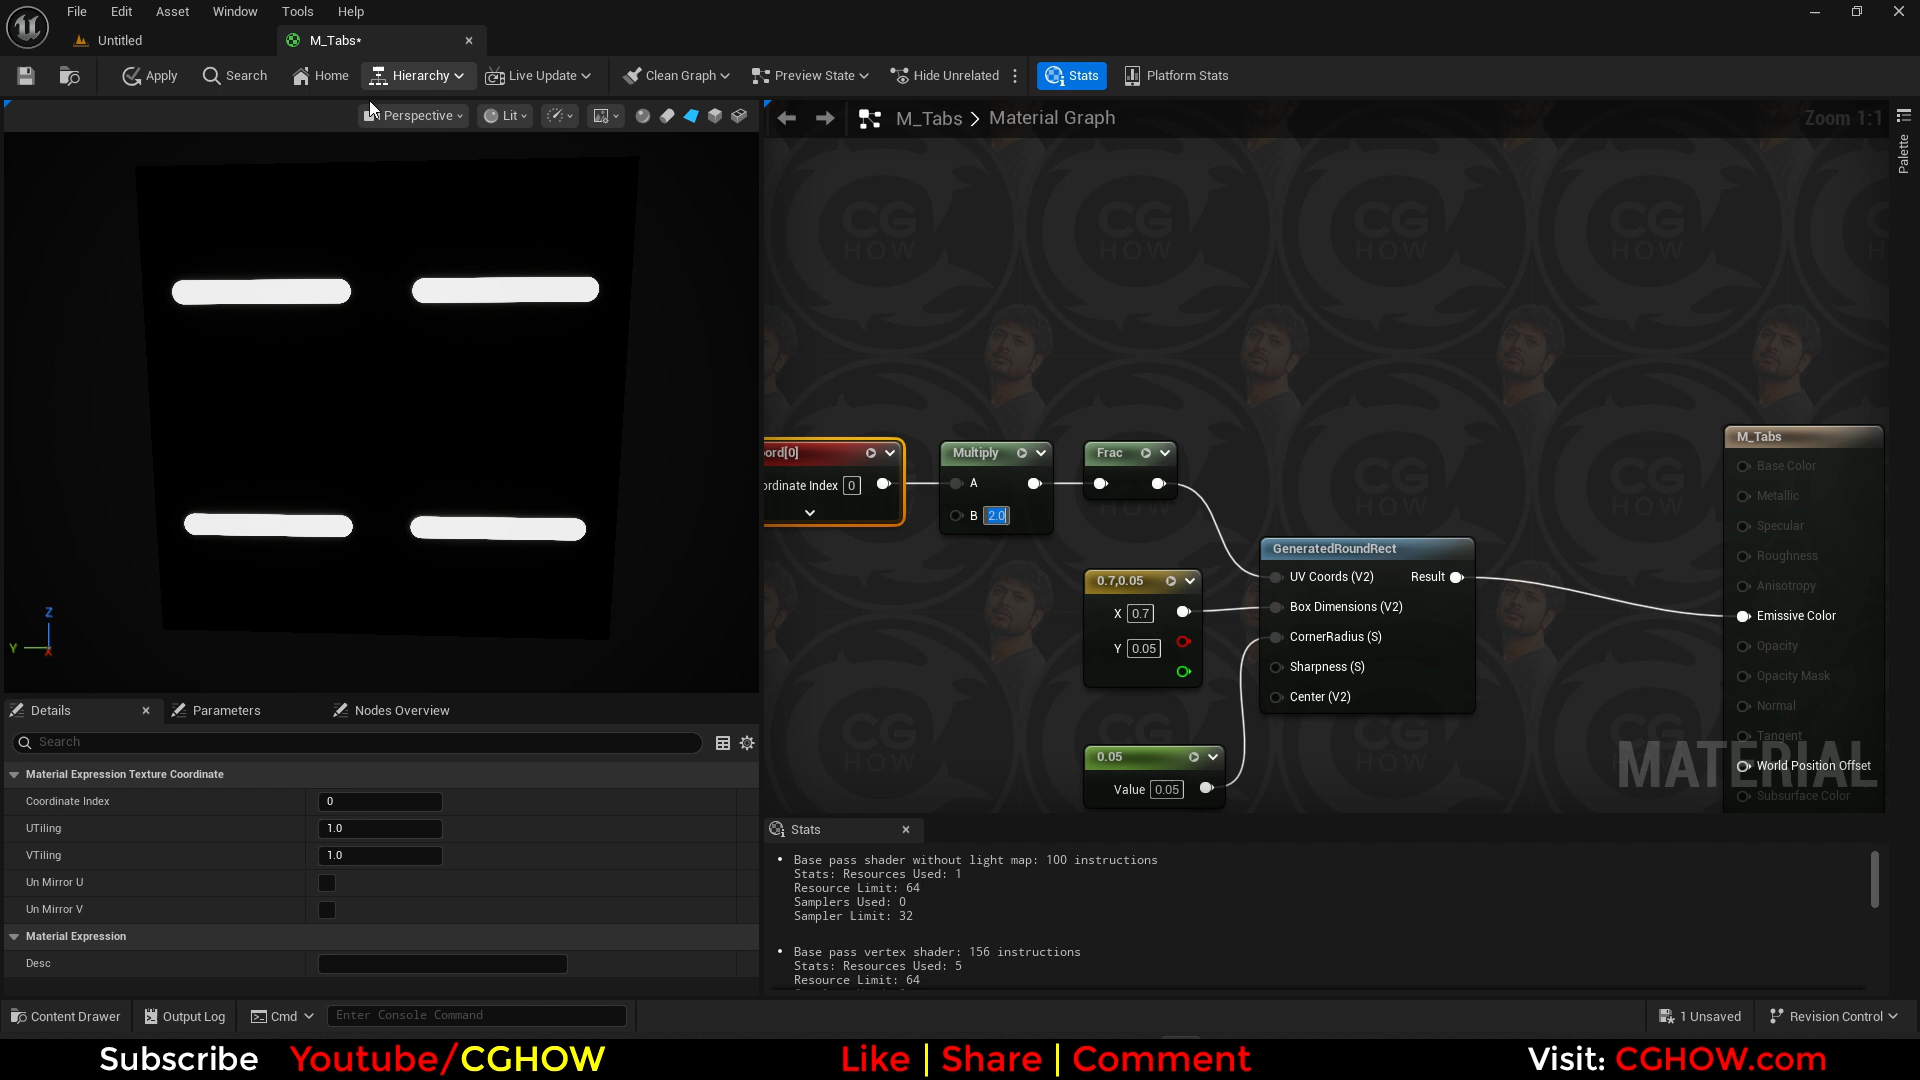 File Edit Asset Window Tools Help
Untitled
M_Tabs*
Apply Search Home Hierarchy Live Update Clean Graph Preview State Hide Unrelated Stats Platform Stats
Perspective Lit
M_Tabs > Material Graph
Zoom 1:1
Palette
CG HOW
ord[0]
ordinate Index 0
Multiply
A
B 2.0
Frac
0.7,0.05
X 0.7
Y 0.05
0.05
Value 0.05
GeneratedRoundRect
UV Coords (V2) Result
Box Dimensions (V2)
CornerRadius (S)
Sharpness (S)
Center (V2)
M_Tabs
Base Color
Metallic
Specular
Roughness
Anisotropy
Emissive Color
Opacity
Opacity Mask
Normal
Tangent
World Position Offset
Subsurface Color
MATERIAL
Z
Y
X
Details Parameters Nodes Overview
Search
Material Expression Texture Coordinate
Coordinate Index 0
UTiling 1.0
VTiling 1.0
Un Mirror U
Un Mirror V
Material Expression
Desc
Stats
Base pass shader without light map: 100 instructions
Stats: Resources Used: 1
Resource Limit: 64
Samplers Used: 0
Sampler Limit: 32
Base pass vertex shader: 156 instructions
Stats: Resources Used: 5
Resource Limit: 64
Content Drawer Output Log Cmd Enter Console Command 1 Unsaved Revision Control
Subscribe Youtube/CGHOW Like | Share | Comment Visit: CGHOW.com